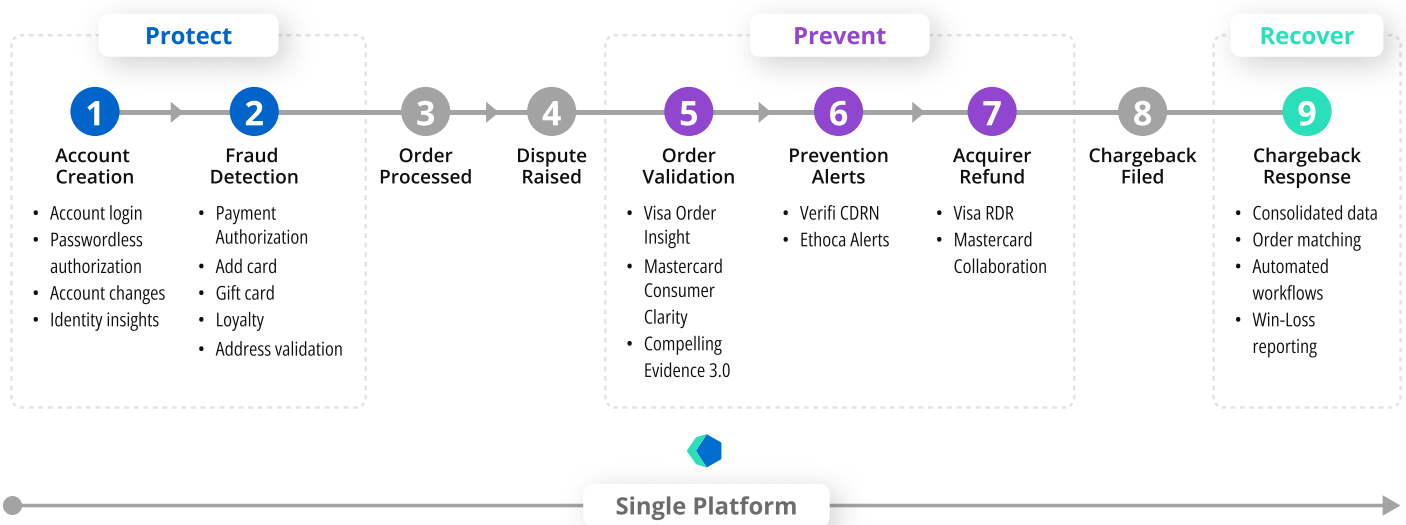 Protect
Prevent
Recover
1
2
3
4
5
6
7
8
9
Account
Creation
• Account login
• Passwordless
authorization
• Account changes
• Identity insights
Fraud
Detection
• Payment
Authorization
• Add card
• Gift card
• Loyalty
• Address validation
Order
Processed
Dispute
Raised
Order
Validation
• Visa Order
Insight
• Mastercard
Consumer
Clarity
• Compelling
Evidence 3.0
Prevention
Alerts
• Verifi CDRN
• Ethoca Alerts
Acquirer
Refund
• Visa RDR
• Mastercard
Collaboration
Chargeback
Filed
Chargeback
Response
• Consolidated data
• Order matching
• Automated
workflows
• Win-Loss
reporting
Single Platform